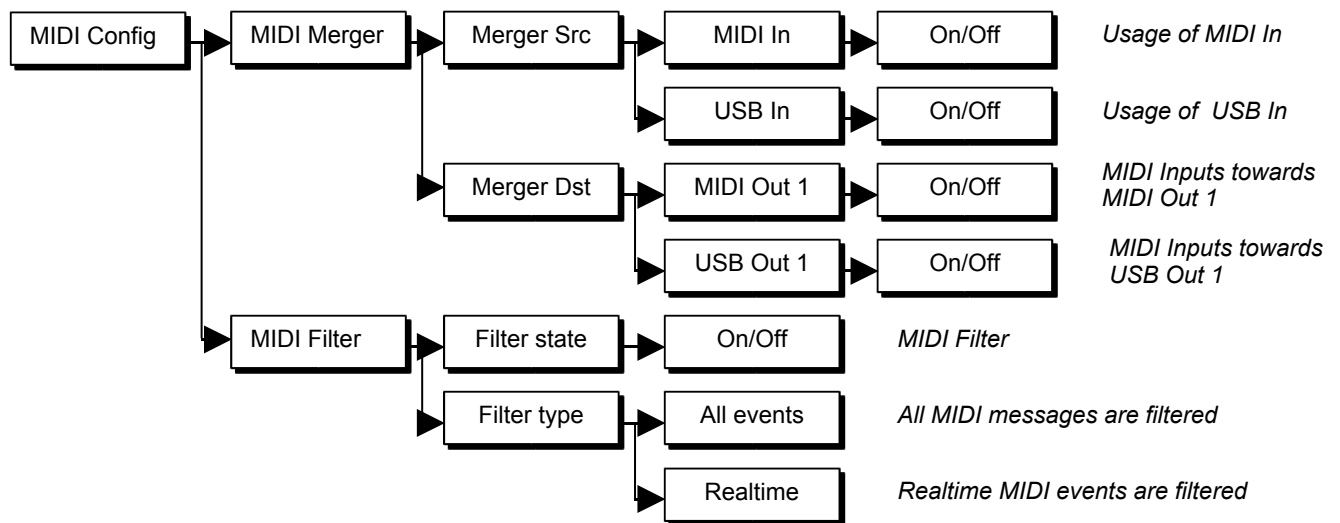 MIDI Config
MIDI Merger
Merger Src
MIDI In
On/Off
Usage of MIDI In
USB In
On/Off
Usage of USB In
Merger Dst
MIDI Out 1
On/Off
MIDI Inputs towards
MIDI Out 1
USB Out 1
On/Off
MIDI Inputs towards
USB Out 1
MIDI Filter
Filter state
On/Off
MIDI Filter
Filter type
All events
All MIDI messages are filtered
Realtime
Realtime MIDI events are filtered